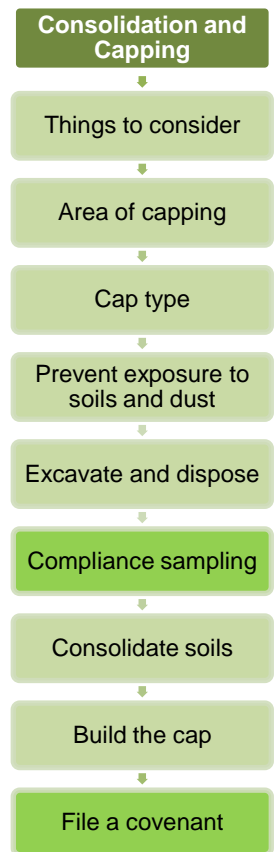 Consolidation and
Capping
Things to consider
Area of capping
Cap type
Prevent exposure to
soils and dust
Excavate and dispose
Compliance sampling
Consolidate soils
Build the cap
File a covenant